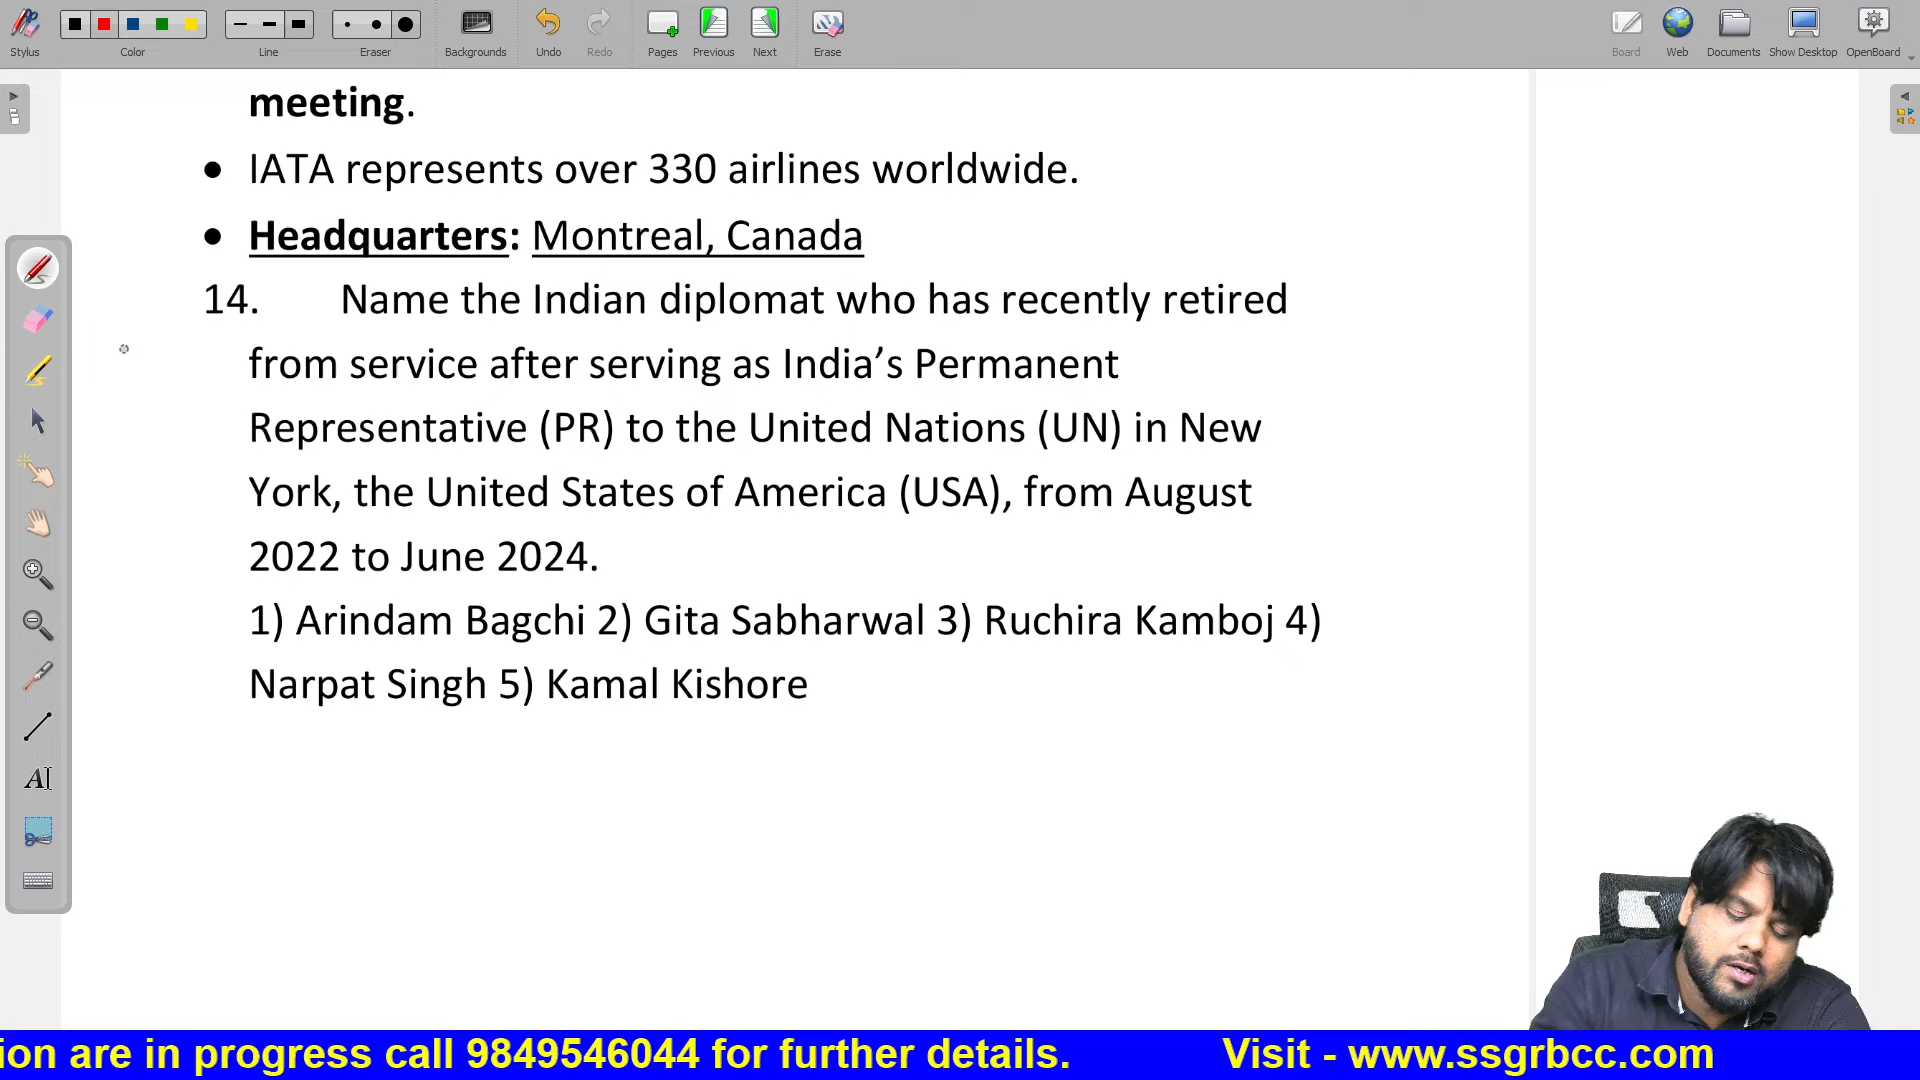 Stylus
Color
Line
Eraser
Backgrounds
Undo
Redo
Pages
Previous
Next
Erase
Board
Web
Documents
Show Desktop
OpenBoard
meeting.
• IATA represents over 330 airlines worldwide.
• Headquarters: Montreal, Canada
14. Name the Indian diplomat who has recently retired
from service after serving as India’s Permanent
Representative (PR) to the United Nations (UN) in New
York, the United States of America (USA), from August
2022 to June 2024.
1) Arindam Bagchi 2) Gita Sabharwal 3) Ruchira Kamboj 4)
Narpat Singh 5) Kamal Kishore
ion are in progress call 9849546044 for further details. Visit - www.ssgrbcc.com